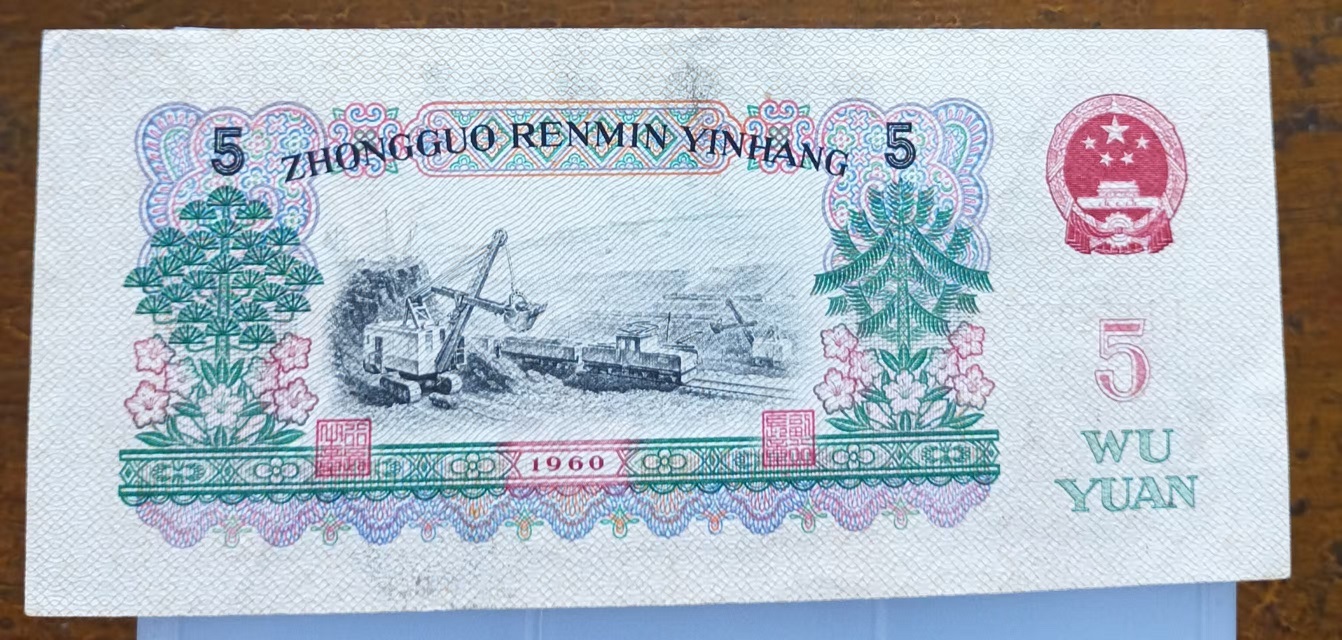 5 ZHONGGUO RENMIN YINHANG 5
1960
5
WU
YUAN